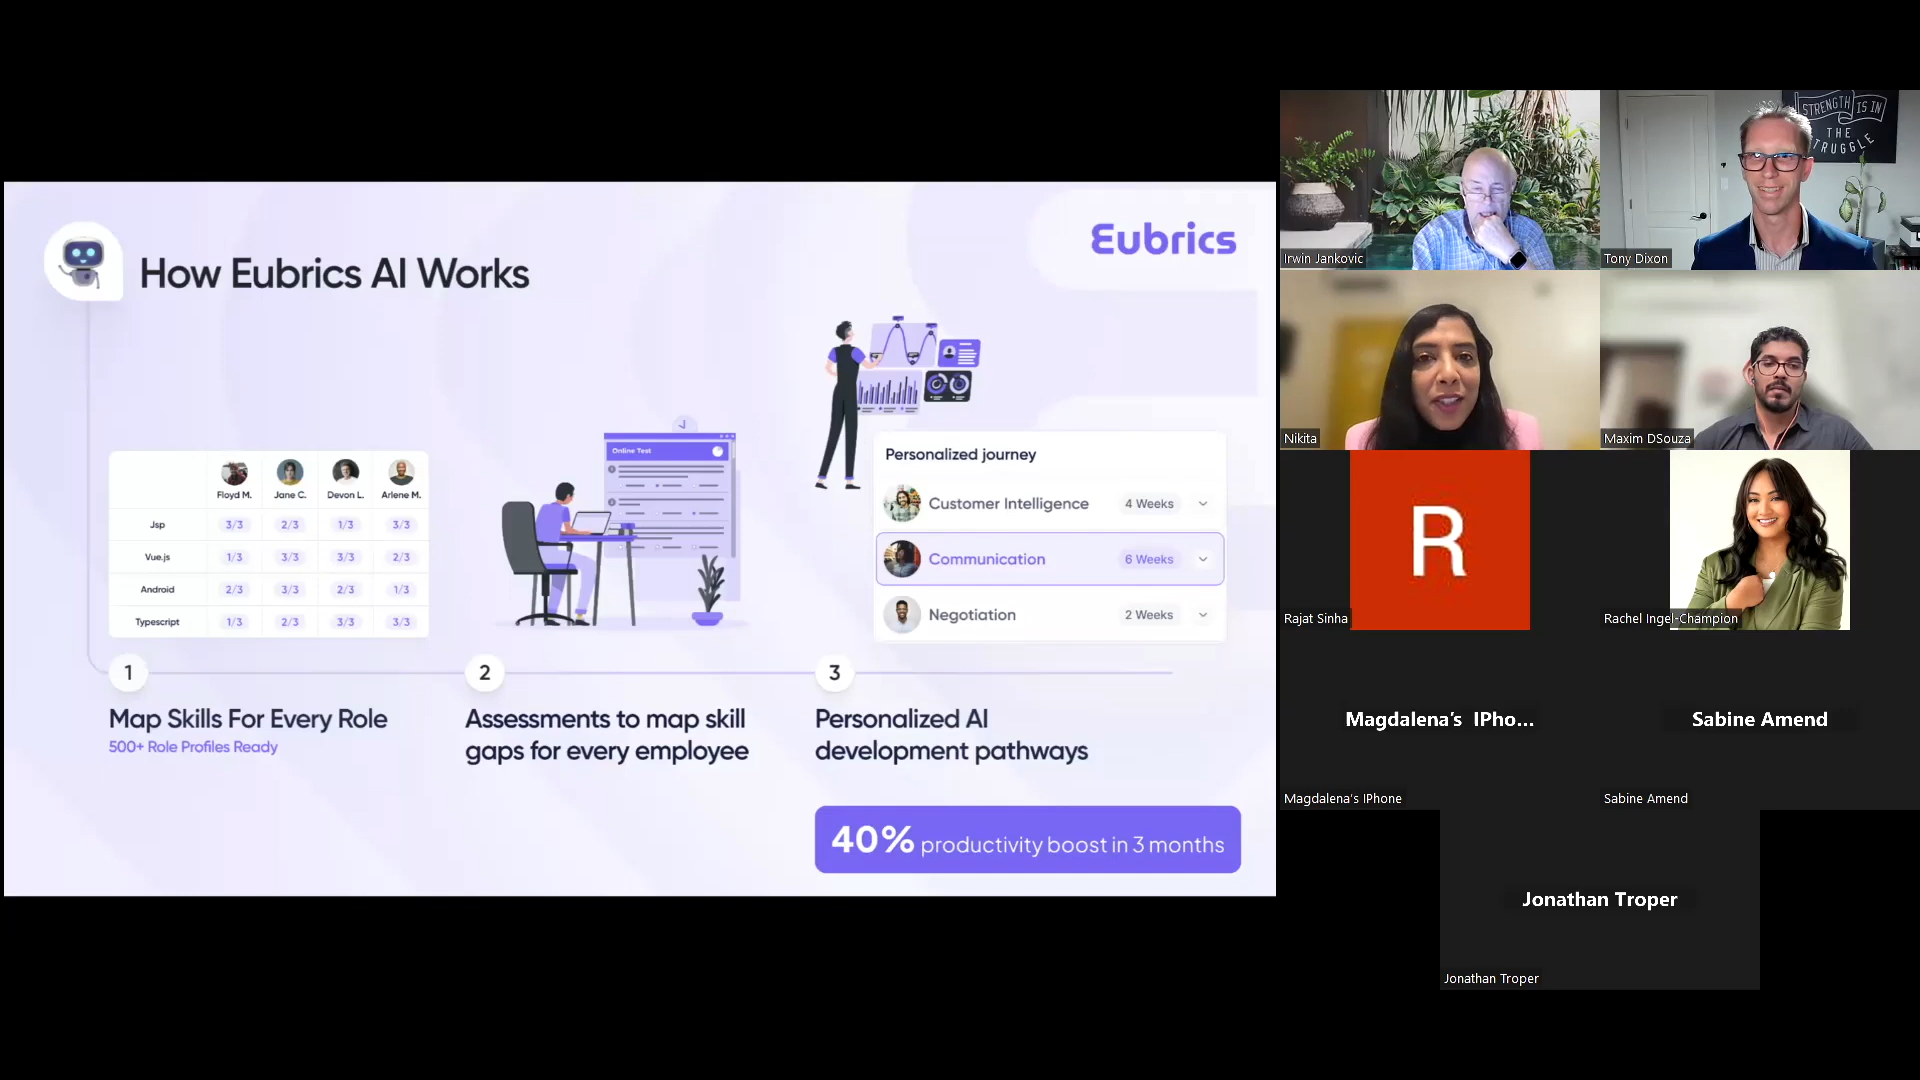 How Eubrics AI Works
Eubrics
Floyd M. Jane C. Devon L. Arlene M.
Jsp 3/3 2/3 1/3 3/3
Vue.js 1/3 3/3 3/3 2/3
Android 2/3 3/3 2/3 1/3
Typescript 1/3 2/3 3/3 3/3
Online Test
Personalized journey
Customer Intelligence 4 Weeks
Communication 6 Weeks
Negotiation 2 Weeks
1
Map Skills For Every Role
500+ Role Profiles Ready
2
Assessments to map skill
gaps for every employee
3
Personalized AI
development pathways
40% productivity boost in 3 months
Irwin Jankovic
STRENGTH IS IN
THE
STRUGGLE
Tony Dixon
Nikita
Maxim DSouza
R
Rajat Sinha
Rachel Ingel-Champion
Magdalena's IPho...
Magdalena's IPhone
Sabine Amend
Sabine Amend
Jonathan Troper
Jonathan Troper